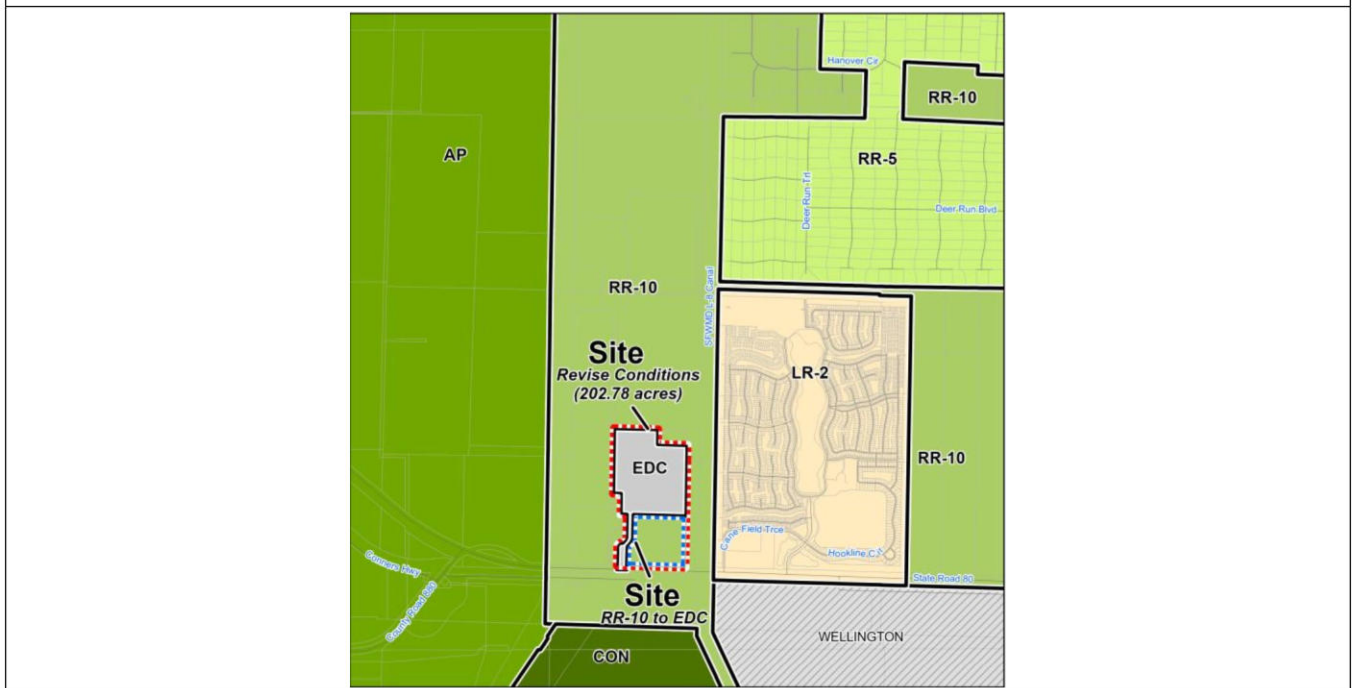 Hanover Cir
RR-10
AP
RR-5
Deer Run Trl
Deer Run Blvd
SFWMD L-8 Canal
RR-10
Site
Revise Conditions
(202.78 acres)
LR-2
EDC
RR-10
Cane Field Trce
Hookline Cir
Conners Hwy
County Road 880
State Road 80
Site
RR-10 to EDC
WELLINGTON
CON